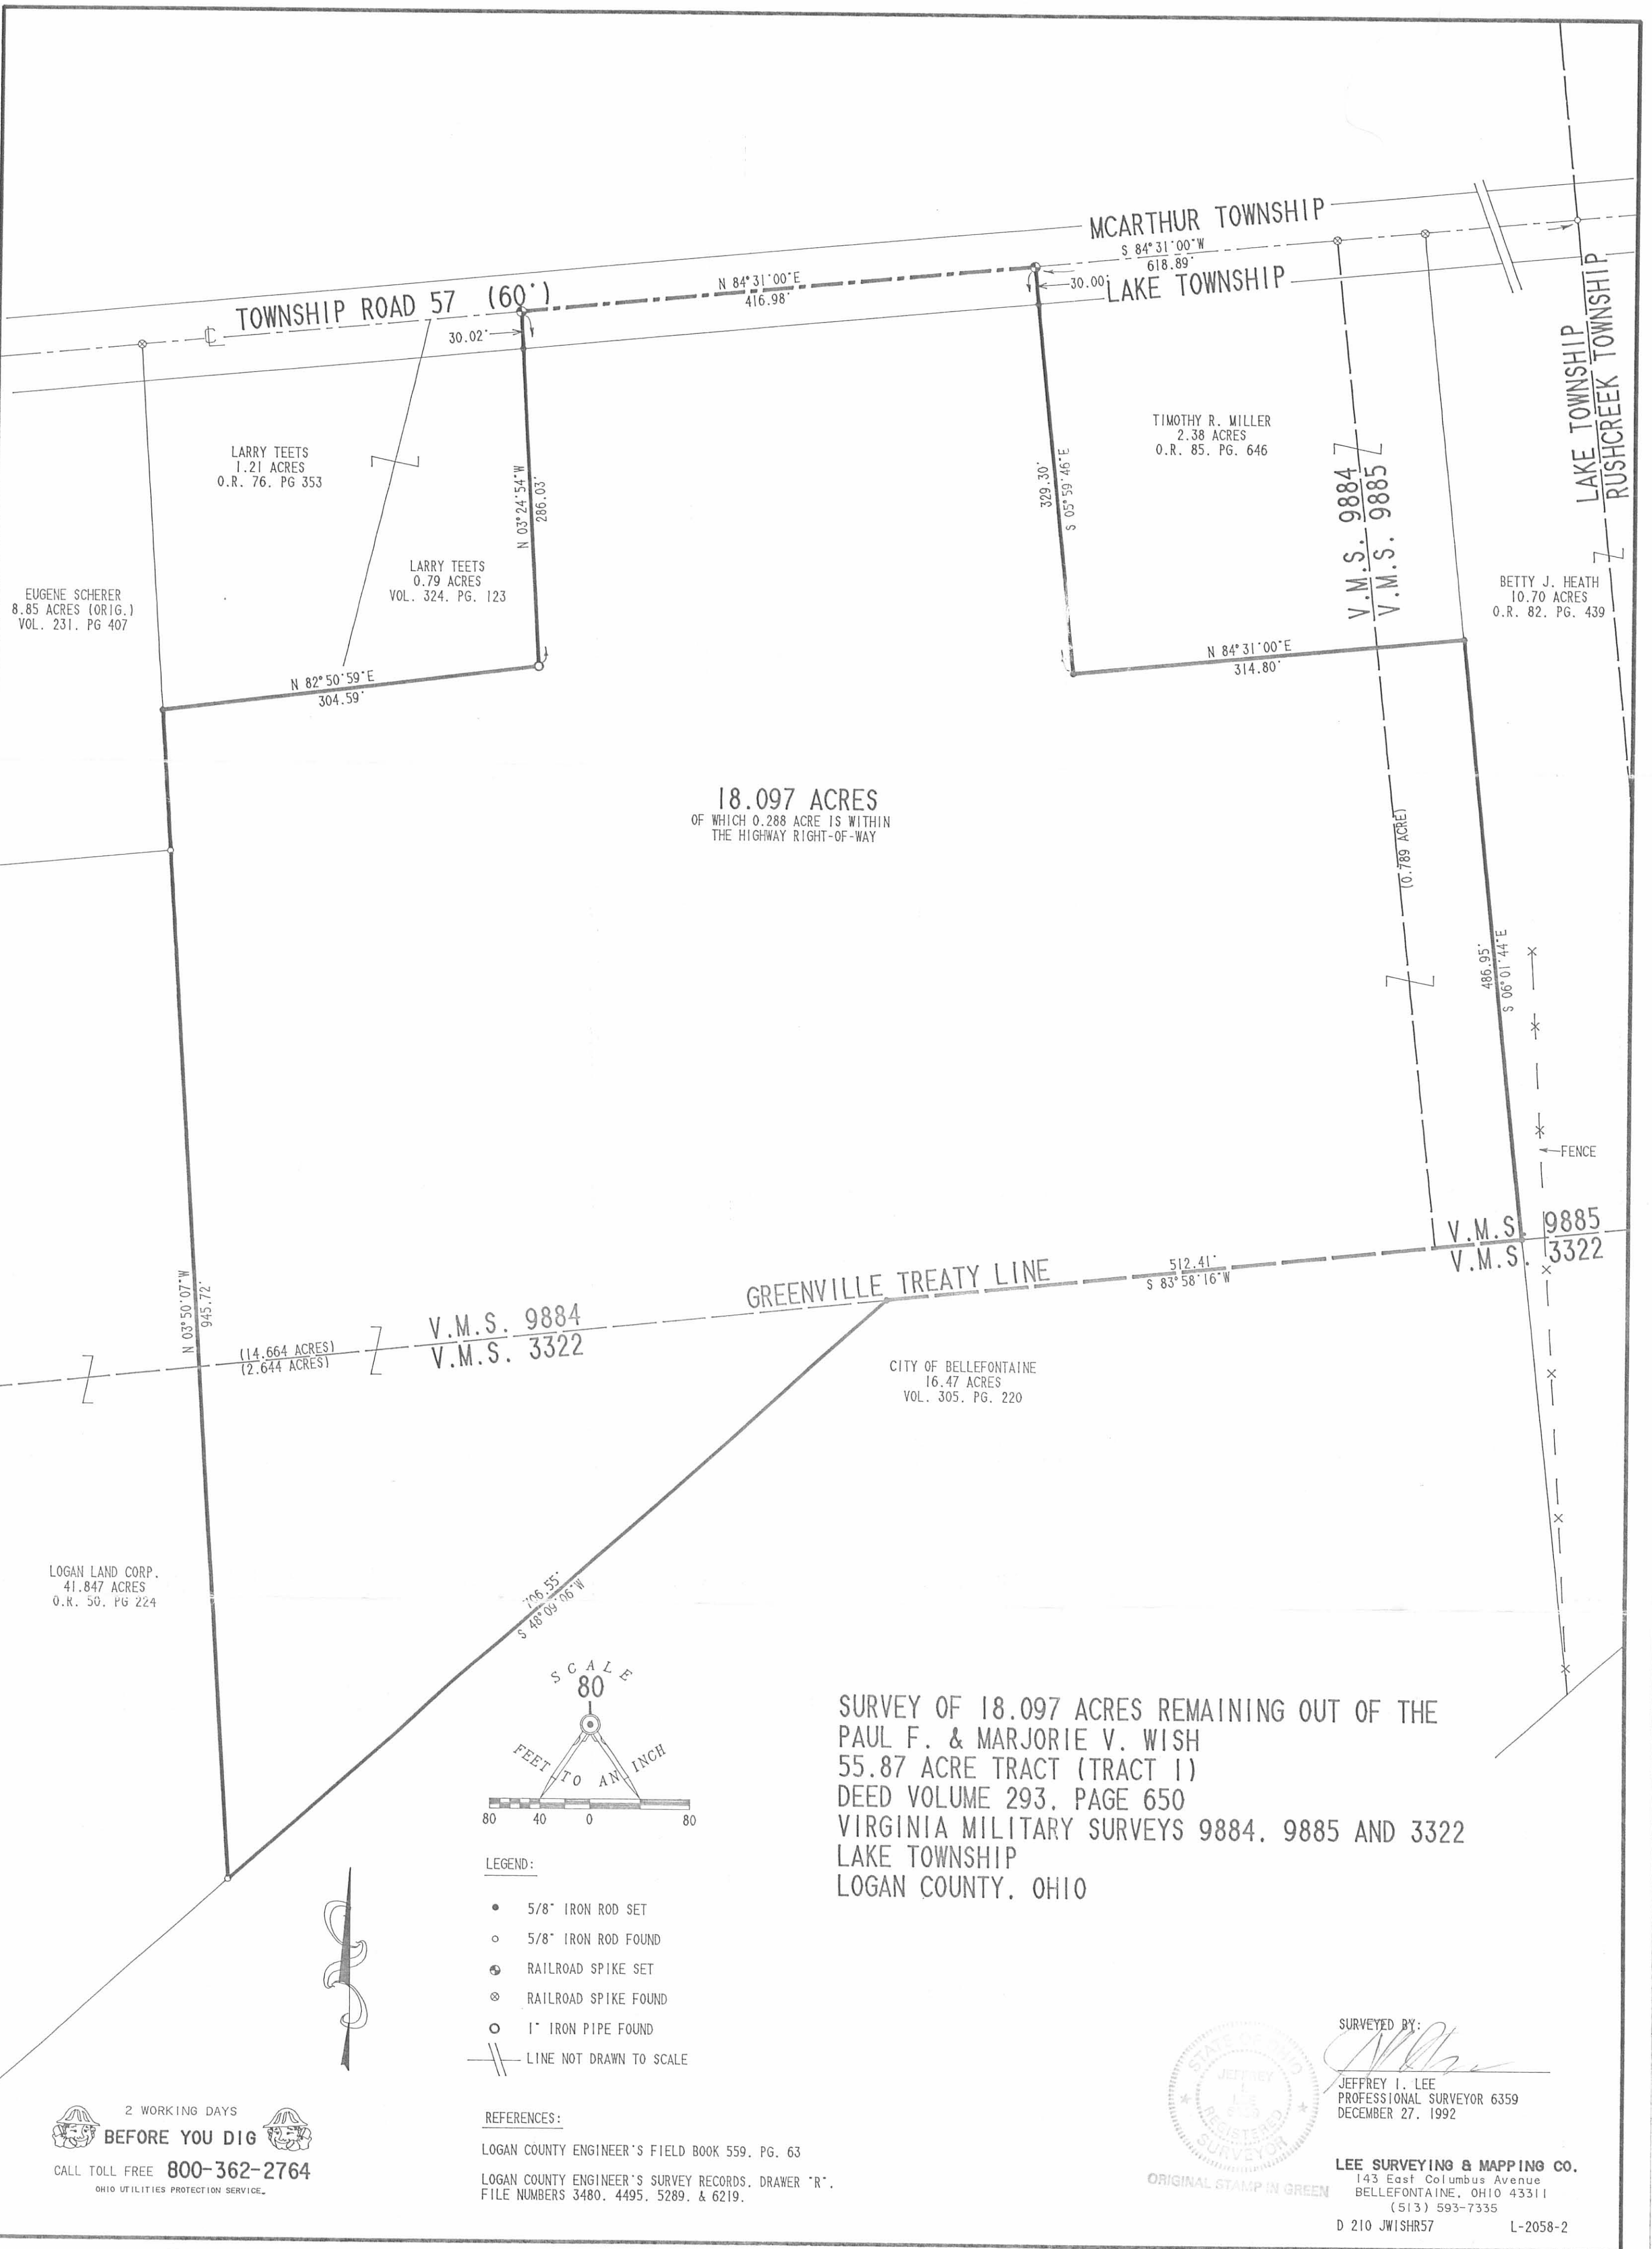 MCARTHUR TOWNSHIP
S 84°31'00"W
618.89'
LAKE TOWNSHIP
30.00'
N 84°31'00"E
416.98'
TOWNSHIP ROAD 57 (60')
℄
30.02'
LAKE TOWNSHIP
RUSHCREEK TOWNSHIP
LARRY TEETS
1.21 ACRES
O.R. 76, PG 353
N 03°24'54"W
286.03'
LARRY TEETS
0.79 ACRES
VOL. 324, PG. 123
329.30'
S 05°59'46"E
TIMOTHY R. MILLER
2.38 ACRES
O.R. 85, PG. 646
V.M.S. 9884
V.M.S. 9885
EUGENE SCHERER
8.85 ACRES (ORIG.)
VOL. 231, PG 407
BETTY J. HEATH
10.70 ACRES
O.R. 82, PG. 439
N 82°50'59"E
304.59'
N 84°31'00"E
314.80'
18.097 ACRES
OF WHICH 0.288 ACRE IS WITHIN
THE HIGHWAY RIGHT-OF-WAY
(0.789 ACRE)
486.95'
S 06°01'44"E
FENCE
V.M.S. 9885
V.M.S. 3322
GREENVILLE TREATY LINE
512.41'
S 83°58'16"W
N 03°50'07"W
945.72'
(14.664 ACRES)
(2.644 ACRES)
V.M.S. 9884
V.M.S. 3322
CITY OF BELLEFONTAINE
16.47 ACRES
VOL. 305, PG. 220
LOGAN LAND CORP.
41.847 ACRES
O.R. 50, PG 224
706.55'
S 48°09'06"W
SCALE
80
FEET TO AN INCH
80 40 0 80
SURVEY OF 18.097 ACRES REMAINING OUT OF THE
PAUL F. & MARJORIE V. WISH
55.87 ACRE TRACT (TRACT 1)
DEED VOLUME 293, PAGE 650
VIRGINIA MILITARY SURVEYS 9884, 9885 AND 3322
LAKE TOWNSHIP
LOGAN COUNTY, OHIO
LEGEND:
5/8" IRON ROD SET
5/8" IRON ROD FOUND
RAILROAD SPIKE SET
RAILROAD SPIKE FOUND
1" IRON PIPE FOUND
LINE NOT DRAWN TO SCALE
REFERENCES:
LOGAN COUNTY ENGINEER'S FIELD BOOK 559, PG. 63
LOGAN COUNTY ENGINEER'S SURVEY RECORDS, DRAWER "R",
FILE NUMBERS 3480, 4495, 5289, & 6219.
2 WORKING DAYS
BEFORE YOU DIG
CALL TOLL FREE 800-362-2764
OHIO UTILITIES PROTECTION SERVICE.
STATE OF OHIO
JEFFREY
I.
LEE
REGISTERED
SURVEYOR
ORIGINAL STAMP IN GREEN
SURVEYED BY:
JEFFREY I. LEE
PROFESSIONAL SURVEYOR 6359
DECEMBER 27, 1992
LEE SURVEYING & MAPPING CO.
143 East Columbus Avenue
BELLEFONTAINE, OHIO 43311
(513) 593-7335
D 210 JWISHR57 L-2058-2